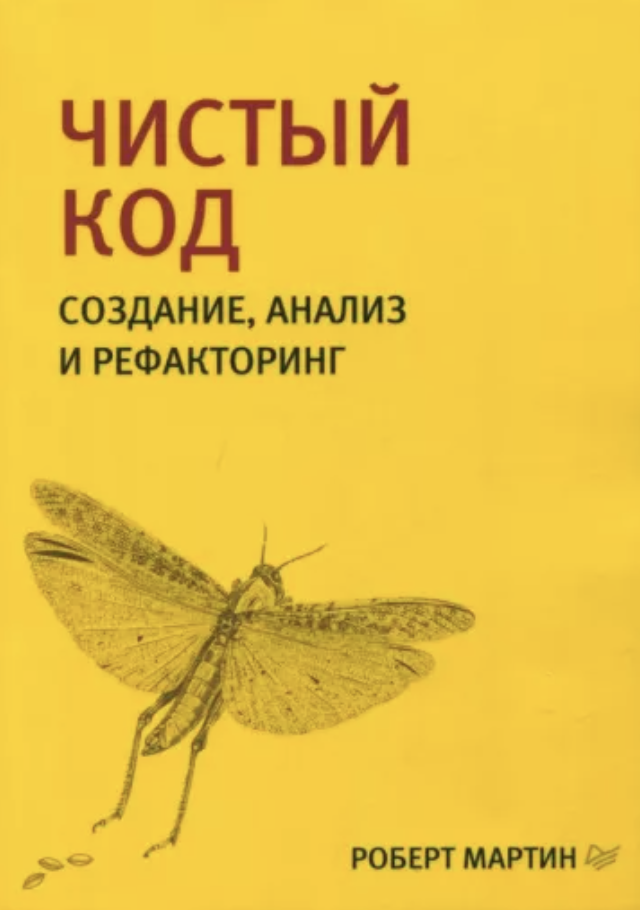 ЧИСТЫЙ
КОД
СОЗДАНИЕ, АНАЛИЗ
И РЕФАКТОРИНГ
РОБЕРТ МАРТИН